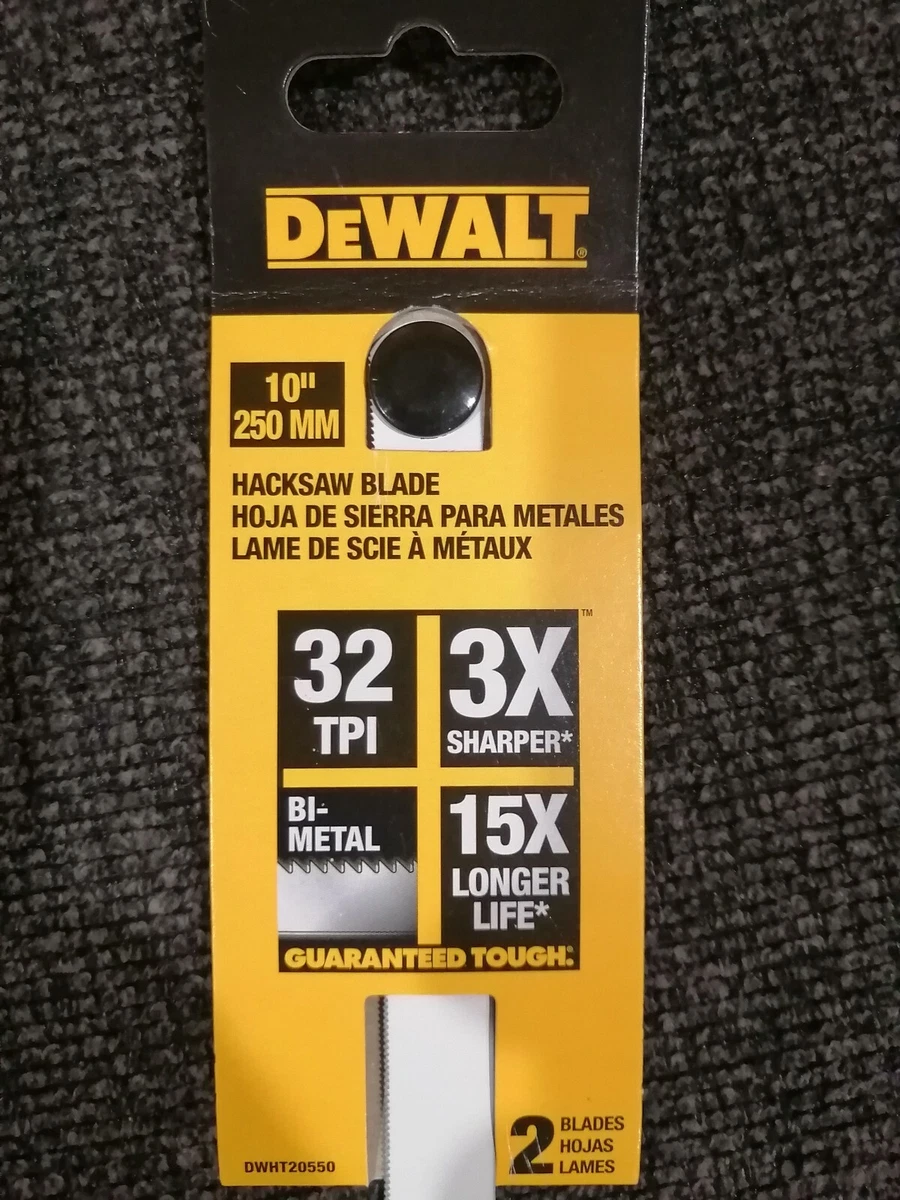 DEWALT®
10"
250 MM
HACKSAW BLADE
HOJA DE SIERRA PARA METALES
LAME DE SCIE À MÉTAUX
32
TPI
3X
SHARPER*
™
BI-
METAL
15X
LONGER
LIFE*
GUARANTEED TOUGH®
2
BLADES
HOJAS
LAMES
DWHT20550